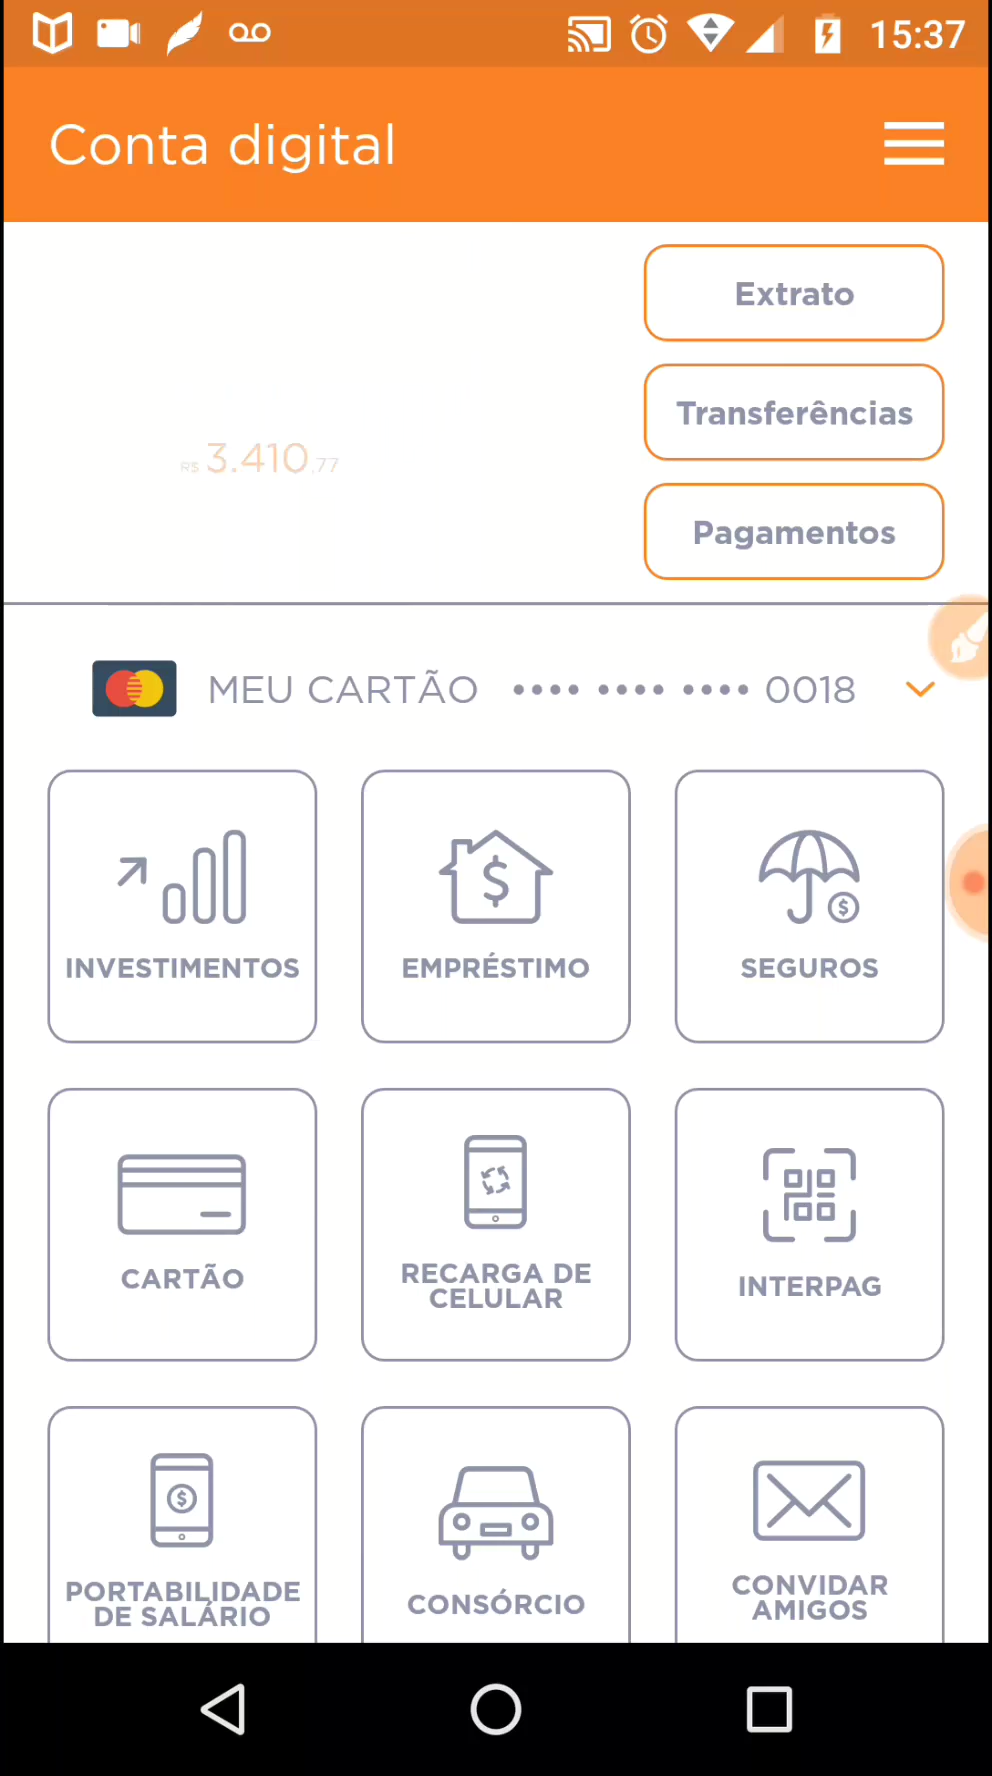 15:37
Conta digital
Extrato
Transferências
R$ 3.410,77
Pagamentos
MEU CARTÃO •••• •••• •••• 0018
INVESTIMENTOS
EMPRÉSTIMO
SEGUROS
CARTÃO
RECARGA DE
CELULAR
INTERPAG
PORTABILIDADE
DE SALÁRIO
CONSÓRCIO
CONVIDAR
AMIGOS